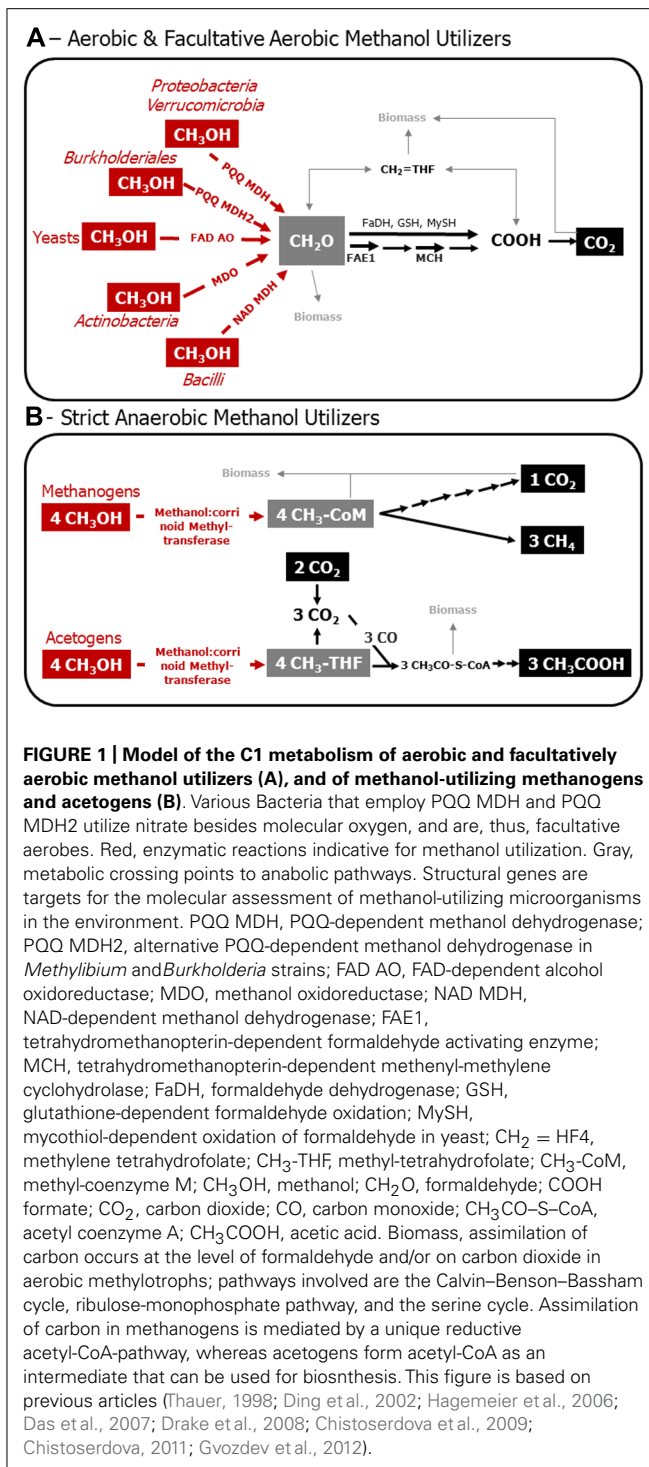 A – Aerobic & Facultative Aerobic Methanol Utilizers
Proteobacteria
Verrucomicrobia
CH₃OH
Burkholderiales
CH₃OH
PQQ MDH
PQQ MDH2
Yeasts
CH₃OH
FAD AO
MDO
CH₃OH
Actinobacteria
NAD MDH
CH₃OH
Bacilli
CH₂O
Biomass
Biomass
CH₂=THF
FaDH, GSH, MySH
FAE1
MCH
COOH
CO₂
B - Strict Anaerobic Methanol Utilizers
Biomass
Methanogens
4 CH₃OH
Methanol:corri
noid Methyl-
transferase
4 CH₃-CoM
1 CO₂
3 CH₄
2 CO₂
3 CO₂
3 CO
Biomass
Acetogens
4 CH₃OH
Methanol:corri
noid Methyl-
transferase
4 CH₃-THF
3 CH₃CO-S-CoA
3 CH₃COOH
FIGURE 1 | Model of the C1 metabolism of aerobic and facultatively
aerobic methanol utilizers (A), and of methanol-utilizing methanogens
and acetogens (B). Various Bacteria that employ PQQ MDH and PQQ
MDH2 utilize nitrate besides molecular oxygen, and are, thus, facultative
aerobes. Red, enzymatic reactions indicative for methanol utilization. Gray,
metabolic crossing points to anabolic pathways. Structural genes are
targets for the molecular assessment of methanol-utilizing microorganisms
in the environment. PQQ MDH, PQQ-dependent methanol dehydrogenase;
PQQ MDH2, alternative PQQ-dependent methanol dehydrogenase in
Methylibium andBurkholderia strains; FAD AO, FAD-dependent alcohol
oxidoreductase; MDO, methanol oxidoreductase; NAD MDH,
NAD-dependent methanol dehydrogenase; FAE1,
tetrahydromethanopterin-dependent formaldehyde activating enzyme;
MCH, tetrahydromethanopterin-dependent methenyl-methylene
cyclohydrolase; FaDH, formaldehyde dehydrogenase; GSH,
glutathione-dependent formaldehyde oxidation; MySH,
mycothiol-dependent oxidation of formaldehyde in yeast; CH₂ = HF4,
methylene tetrahydrofolate; CH₃-THF, methyl-tetrahydrofolate; CH₃-CoM,
methyl-coenzyme M; CH₃OH, methanol; CH₂O, formaldehyde; COOH
formate; CO₂, carbon dioxide; CO, carbon monoxide; CH₃CO–S–CoA,
acetyl coenzyme A; CH₃COOH, acetic acid. Biomass, assimilation of
carbon occurs at the level of formaldehyde and/or on carbon dioxide in
aerobic methylotrophs; pathways involved are the Calvin–Benson–Bassham
cycle, ribulose-monophosphate pathway, and the serine cycle. Assimilation
of carbon in methanogens is mediated by a unique reductive
acetyl-CoA-pathway, whereas acetogens form acetyl-CoA as an
intermediate that can be used for biosnthesis. This figure is based on
previous articles (Thauer, 1998; Ding et al., 2002; Hagemeier et al., 2006;
Das et al., 2007; Drake et al., 2008; Chistoserdova et al., 2009;
Chistoserdova, 2011; Gvozdev et al., 2012).